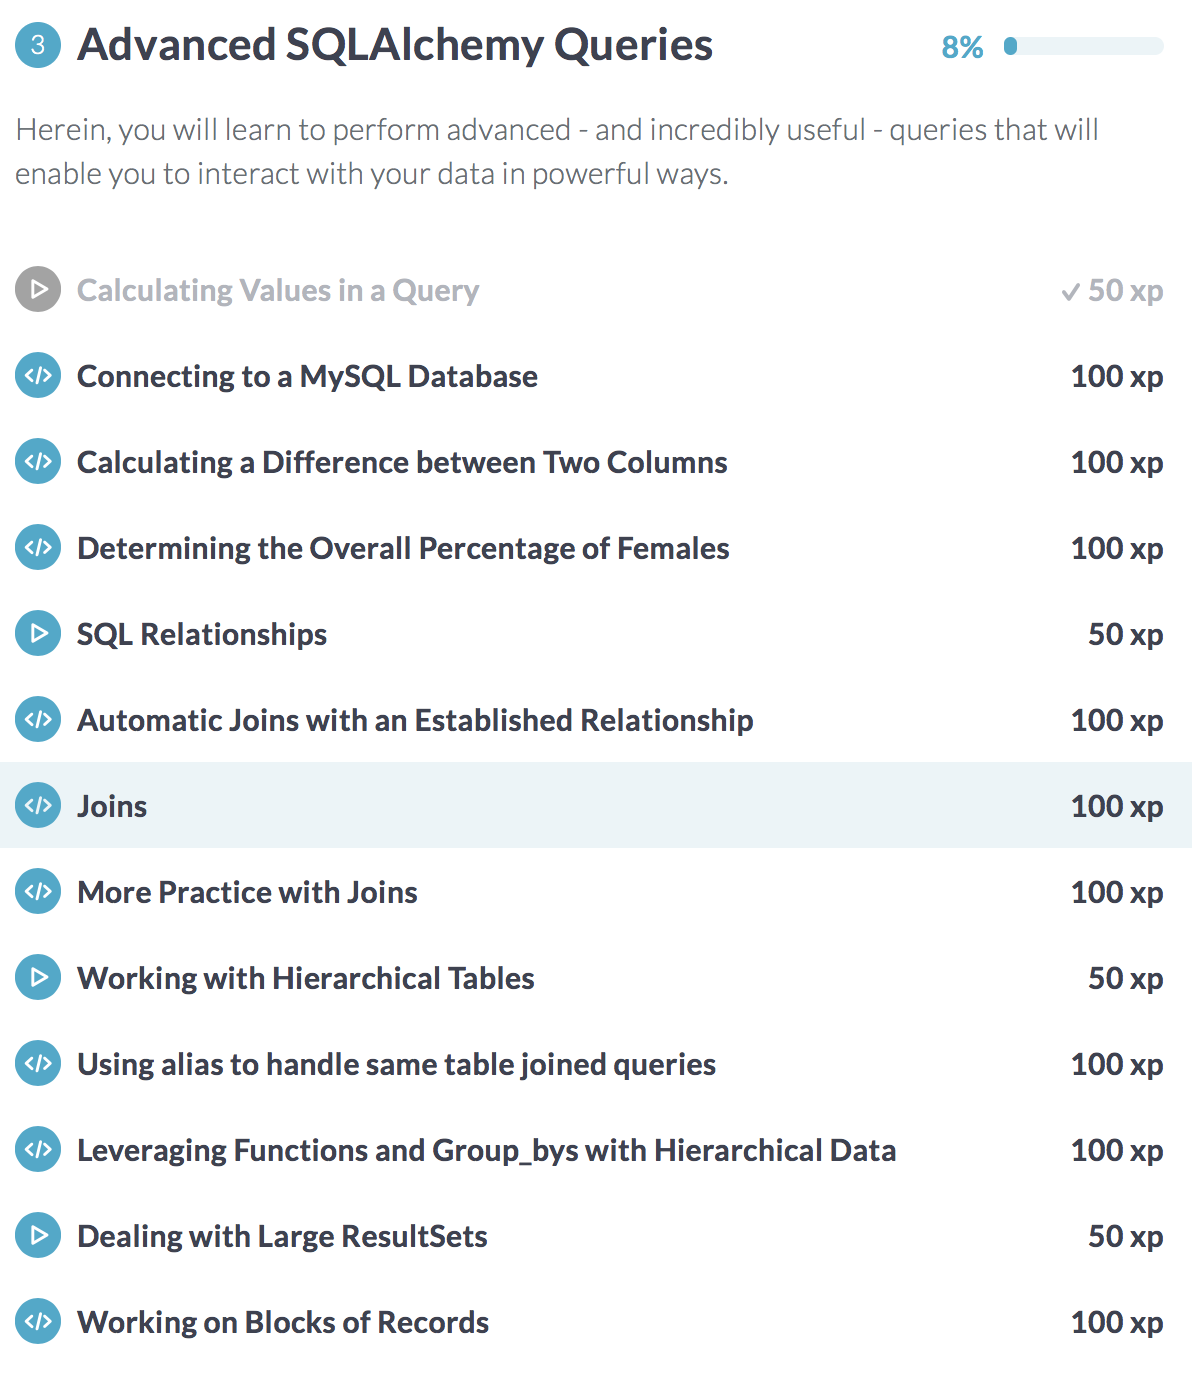 3 Advanced SQLAlchemy Queries 8%
Herein, you will learn to perform advanced - and incredibly useful - queries that will
enable you to interact with your data in powerful ways.
Calculating Values in a Query ✓ 50 xp
</> Connecting to a MySQL Database 100 xp
</> Calculating a Difference between Two Columns 100 xp
</> Determining the Overall Percentage of Females 100 xp
SQL Relationships 50 xp
</> Automatic Joins with an Established Relationship 100 xp
</> Joins 100 xp
</> More Practice with Joins 100 xp
Working with Hierarchical Tables 50 xp
</> Using alias to handle same table joined queries 100 xp
</> Leveraging Functions and Group_bys with Hierarchical Data 100 xp
Dealing with Large ResultSets 50 xp
</> Working on Blocks of Records 100 xp